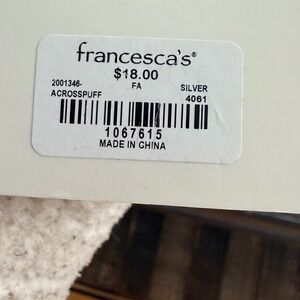 francesca's®
$18.00
2001346- FA SILVER
ACROSSPUFF 4061
1067615
MADE IN CHINA